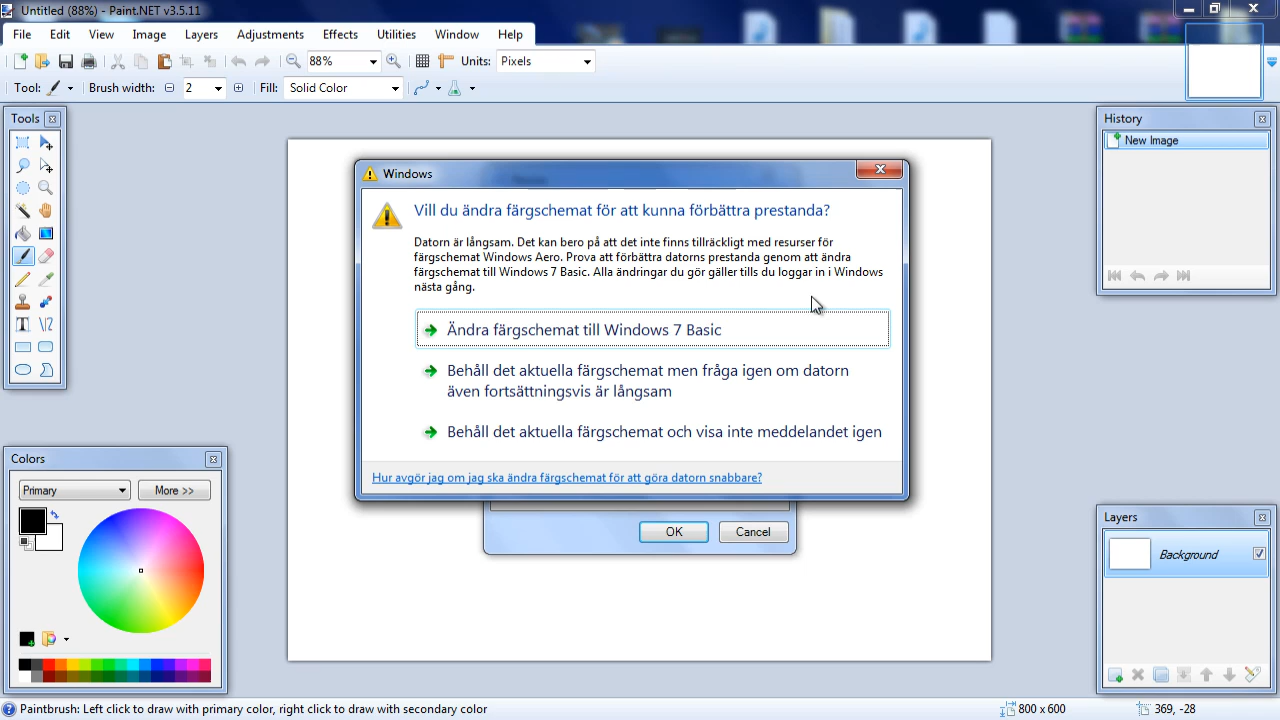 Untitled (88%) - Paint.NET v3.5.11
File Edit View Image Layers Adjustments Effects Utilities Window Help
88% Units: Pixels
Tool: Brush width: 2 Fill: Solid Color
Tools
History
New Image
Windows
Vill du ändra färgschemat för att kunna förbättra prestanda?
Datorn är långsam. Det kan bero på att det inte finns tillräckligt med resurser för
färgschemat Windows Aero. Prova att förbättra datorns prestanda genom att ändra
färgschemat till Windows 7 Basic. Alla ändringar du gör gäller tills du loggar in i Windows
nästa gång.
Ändra färgschemat till Windows 7 Basic
Behåll det aktuella färgschemat men fråga igen om datorn
även fortsättningsvis är långsam
Behåll det aktuella färgschemat och visa inte meddelandet igen
Hur avgör jag om jag ska ändra färgschemat för att göra datorn snabbare?
OK Cancel
Colors
Primary More >>
Layers
Background
Paintbrush: Left click to draw with primary color, right click to draw with secondary color
800 x 600 369, -28